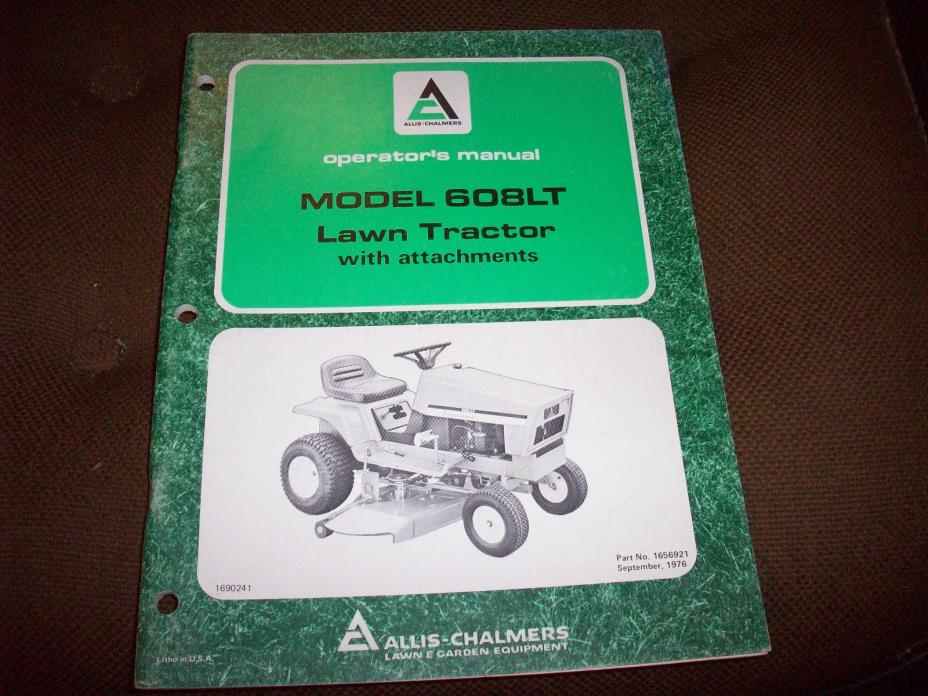 ALLIS-CHALMERS
operator's manual
MODEL 608LT
Lawn Tractor
with attachments
Part No. 1656921
September, 1976
1690241
ALLIS-CHALMERS
LAWN & GARDEN EQUIPMENT
Litho in U.S.A.